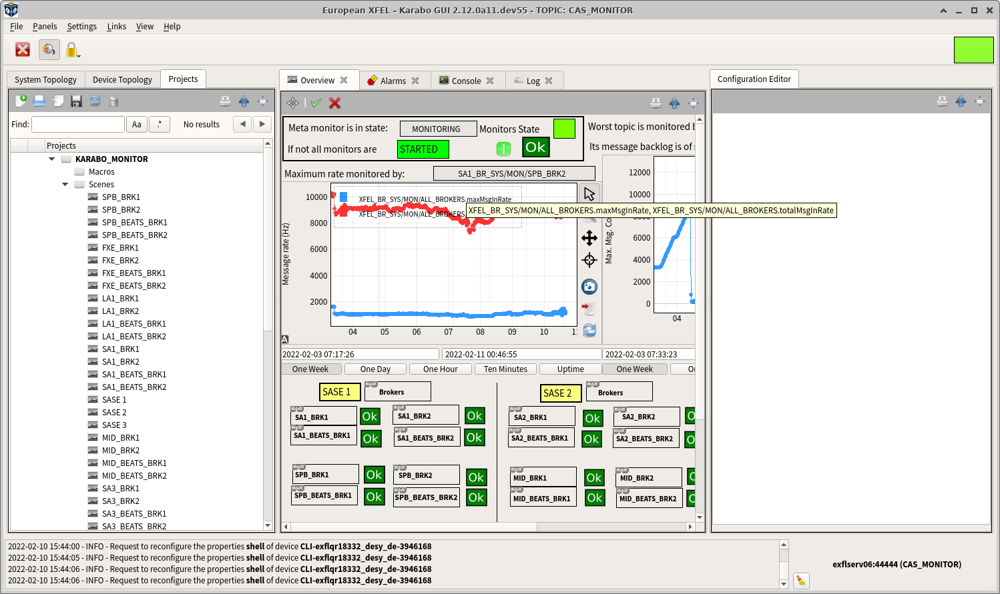 European XFEL - Karabo GUI 2.12.0a11.dev55 - TOPIC: CAS_MONITOR
File Panels Settings Links View Help
System Topology Device Topology Projects
Find: Aa .* No results
Projects
KARABO_MONITOR
Macros
Scenes
SPB_BRK1
SPB_BRK2
SPB_BEATS_BRK1
SPB_BEATS_BRK2
FXE_BRK1
FXE_BRK2
FXE_BEATS_BRK1
FXE_BEATS_BRK2
LA1_BRK1
LA1_BRK2
LA1_BEATS_BRK1
LA1_BEATS_BRK2
SA1_BRK1
SA1_BRK2
SA1_BEATS_BRK1
SA1_BEATS_BRK2
SASE 1
SASE 2
SASE 3
MID_BRK1
MID_BRK2
MID_BEATS_BRK1
MID_BEATS_BRK2
SA3_BRK1
SA3_BRK2
SA3_BEATS_BRK1
SA3_BEATS_BRK2
Overview Alarms Console Log
Meta monitor is in state: MONITORING Monitors State
If not all monitors are STARTED Ok
Worst topic is monitored
Its message backlog is of
Maximum rate monitored by: SA1_BR_SYS/MON/SPB_BRK2
XFEL_BR_SYS/MON/ALL_BROKERS.maxMsgInRate
XFEL_BR_SYS/MON/ALL_BROKERS.
XFEL_BR_SYS/MON/ALL_BROKERS.maxMsgInRate, XFEL_BR_SYS/MON/ALL_BROKERS.totalMsgInRate
Message rate (Hz)
10000
8000
6000
4000
2000
04 05 06 07 08 09 10
A
Max. Msg.
12000
10000
8000
6000
4000
2000
0
04
2022-02-03 07:17:26 2022-02-11 00:46:55 2022-02-03 07:33:23
One Week One Day One Hour Ten Minutes Uptime One Week
SASE 1 Brokers SASE 2 Brokers
SA1_BRK1 Ok SA1_BRK2 Ok SA2_BRK1 Ok SA2_BRK2
SA1_BEATS_BRK1 Ok SA1_BEATS_BRK2 Ok SA2_BEATS_BRK1 Ok SA2_BEATS_BRK2
SPB_BRK1 Ok SPB_BRK2 Ok MID_BRK1 Ok MID_BRK2
SPB_BEATS_BRK1 Ok SPB_BEATS_BRK2 Ok MID_BEATS_BRK1 Ok MID_BEATS_BRK2
Configuration Editor
2022-02-10 15:44:00 - INFO - Request to reconfigure the properties shell of device CLI-exflqr18332_desy_de-3946168
2022-02-10 15:44:05 - INFO - Request to reconfigure the properties shell of device CLI-exflqr18332_desy_de-3946168
2022-02-10 15:44:06 - INFO - Request to reconfigure the properties shell of device CLI-exflqr18332_desy_de-3946168
2022-02-10 15:44:06 - INFO - Request to reconfigure the properties shell of device CLI-exflqr18332_desy_de-3946168
exflserv06:44444 (CAS_MONITOR)